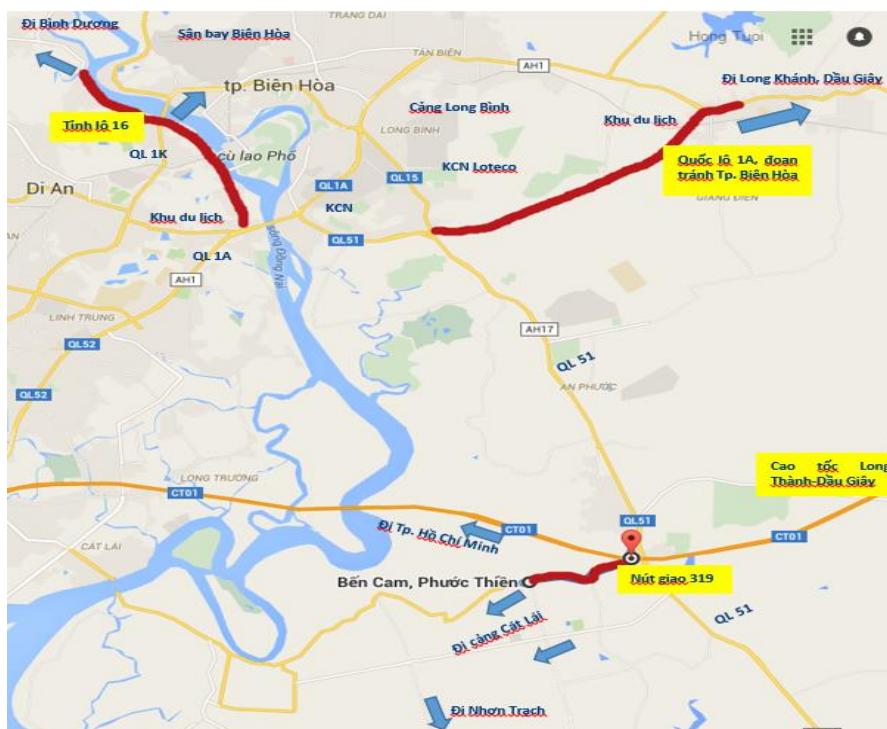 Đi Bình Dương
TRANG DAI
Sân bay Biên Hòa
Hong Tuoi
TÂN BIÊN
AH1
Đi Long Khánh, Dầu Giây
tp. Biên Hòa
Cảng Long Bình
Khu du lịch
Tỉnh lộ 16
LONG BINH
QL 1K
cù lao Phố
KCN Loteco
Quốc lộ 1A, đoạn
tránh Tp. Biên Hòa
Dĩ An
QL1A
QL15
KCN
GIANG ĐIỀN
Khu du lịch
QL51
QL 1A
sông Đồng Nai
AH1
LINH TRUNG
AH17
QL52
QL 51
AN PHƯỚC
QL52
Cao tốc Long
Thành-Dầu Giây
LONG TRƯỜNG
CT01
QL51
Đi Tp. Hồ Chí Minh
CT01
CT01
CÁT LÁI
Bến Cam, Phước Thiền
Nút giao 319
QL 51
Đi cảng Cát Lái
Đi Nhơn Trạch